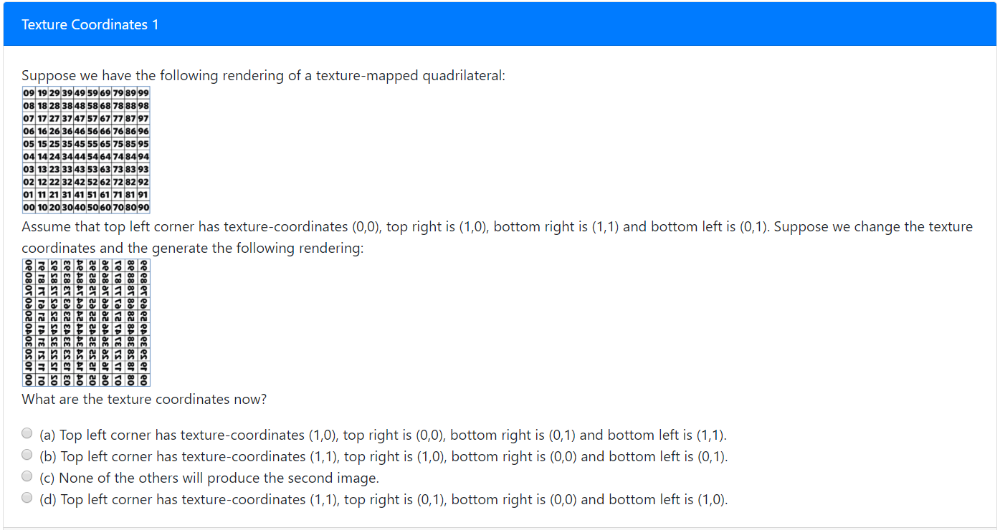 Texture Coordinates 1
Suppose we have the following rendering of a texture-mapped quadrilateral:
09 19 29 39 49 59 69 79 89 99
08 18 28 38 48 58 68 78 88 98
07 17 27 37 47 57 67 77 87 97
06 16 26 36 46 56 66 76 86 96
05 15 25 35 45 55 65 75 85 95
04 14 24 34 44 54 64 74 84 94
03 13 23 33 43 53 63 73 83 93
02 12 22 32 42 52 62 72 82 92
01 11 21 31 41 51 61 71 81 91
00 10 20 30 40 50 60 70 80 90
Assume that top left corner has texture-coordinates (0,0), top right is (1,0), bottom right is (1,1) and bottom left is (0,1). Suppose we change the texture
coordinates and the generate the following rendering:
What are the texture coordinates now?
(a) Top left corner has texture-coordinates (1,0), top right is (0,0), bottom right is (0,1) and bottom left is (1,1).
(b) Top left corner has texture-coordinates (1,1), top right is (1,0), bottom right is (0,0) and bottom left is (0,1).
(c) None of the others will produce the second image.
(d) Top left corner has texture-coordinates (1,1), top right is (0,1), bottom right is (0,0) and bottom left is (1,0).